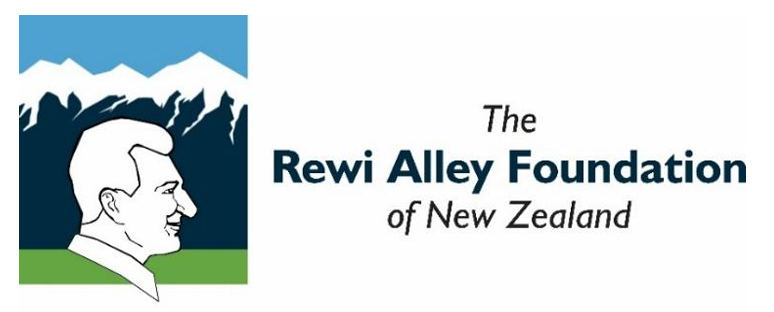 The
Rewi Alley Foundation
of New Zealand